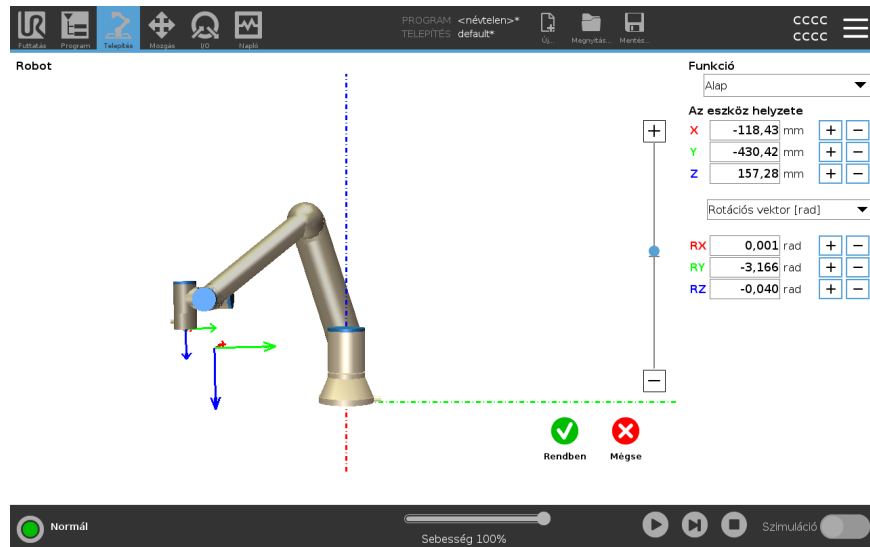 PROGRAM <névtelen>*
TELEPÍTÉS default*
Futtatás Program Telepítés Mozgás I/O Napló
Új... Megnyitás... Mentés...
CCCC
CCCC
Robot
Funkció
Alap
Az eszköz helyzete
X -118,43 mm + −
Y -430,42 mm + −
Z 157,28 mm + −
Rotációs vektor [rad]
RX 0,001 rad + −
RY -3,166 rad + −
RZ -0,040 rad + −
+
−
Rendben Mégse
Normál
Sebesség 100%
Szimuláció